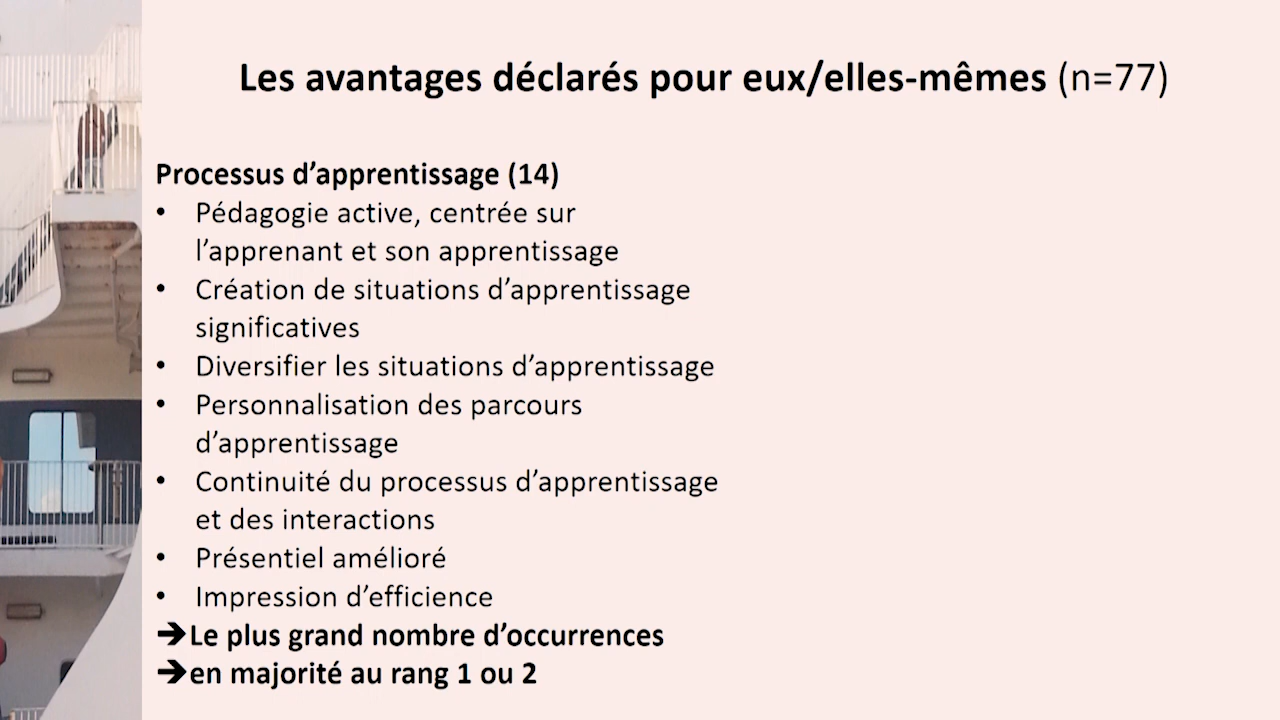 Les avantages déclarés pour eux/elles-mêmes (n=77)
Processus d’apprentissage (14)
• Pédagogie active, centrée sur
l’apprenant et son apprentissage
• Création de situations d’apprentissage
significatives
• Diversifier les situations d’apprentissage
• Personnalisation des parcours
d’apprentissage
• Continuité du processus d’apprentissage
et des interactions
• Présentiel amélioré
• Impression d’efficience
➔Le plus grand nombre d’occurrences
➔en majorité au rang 1 ou 2